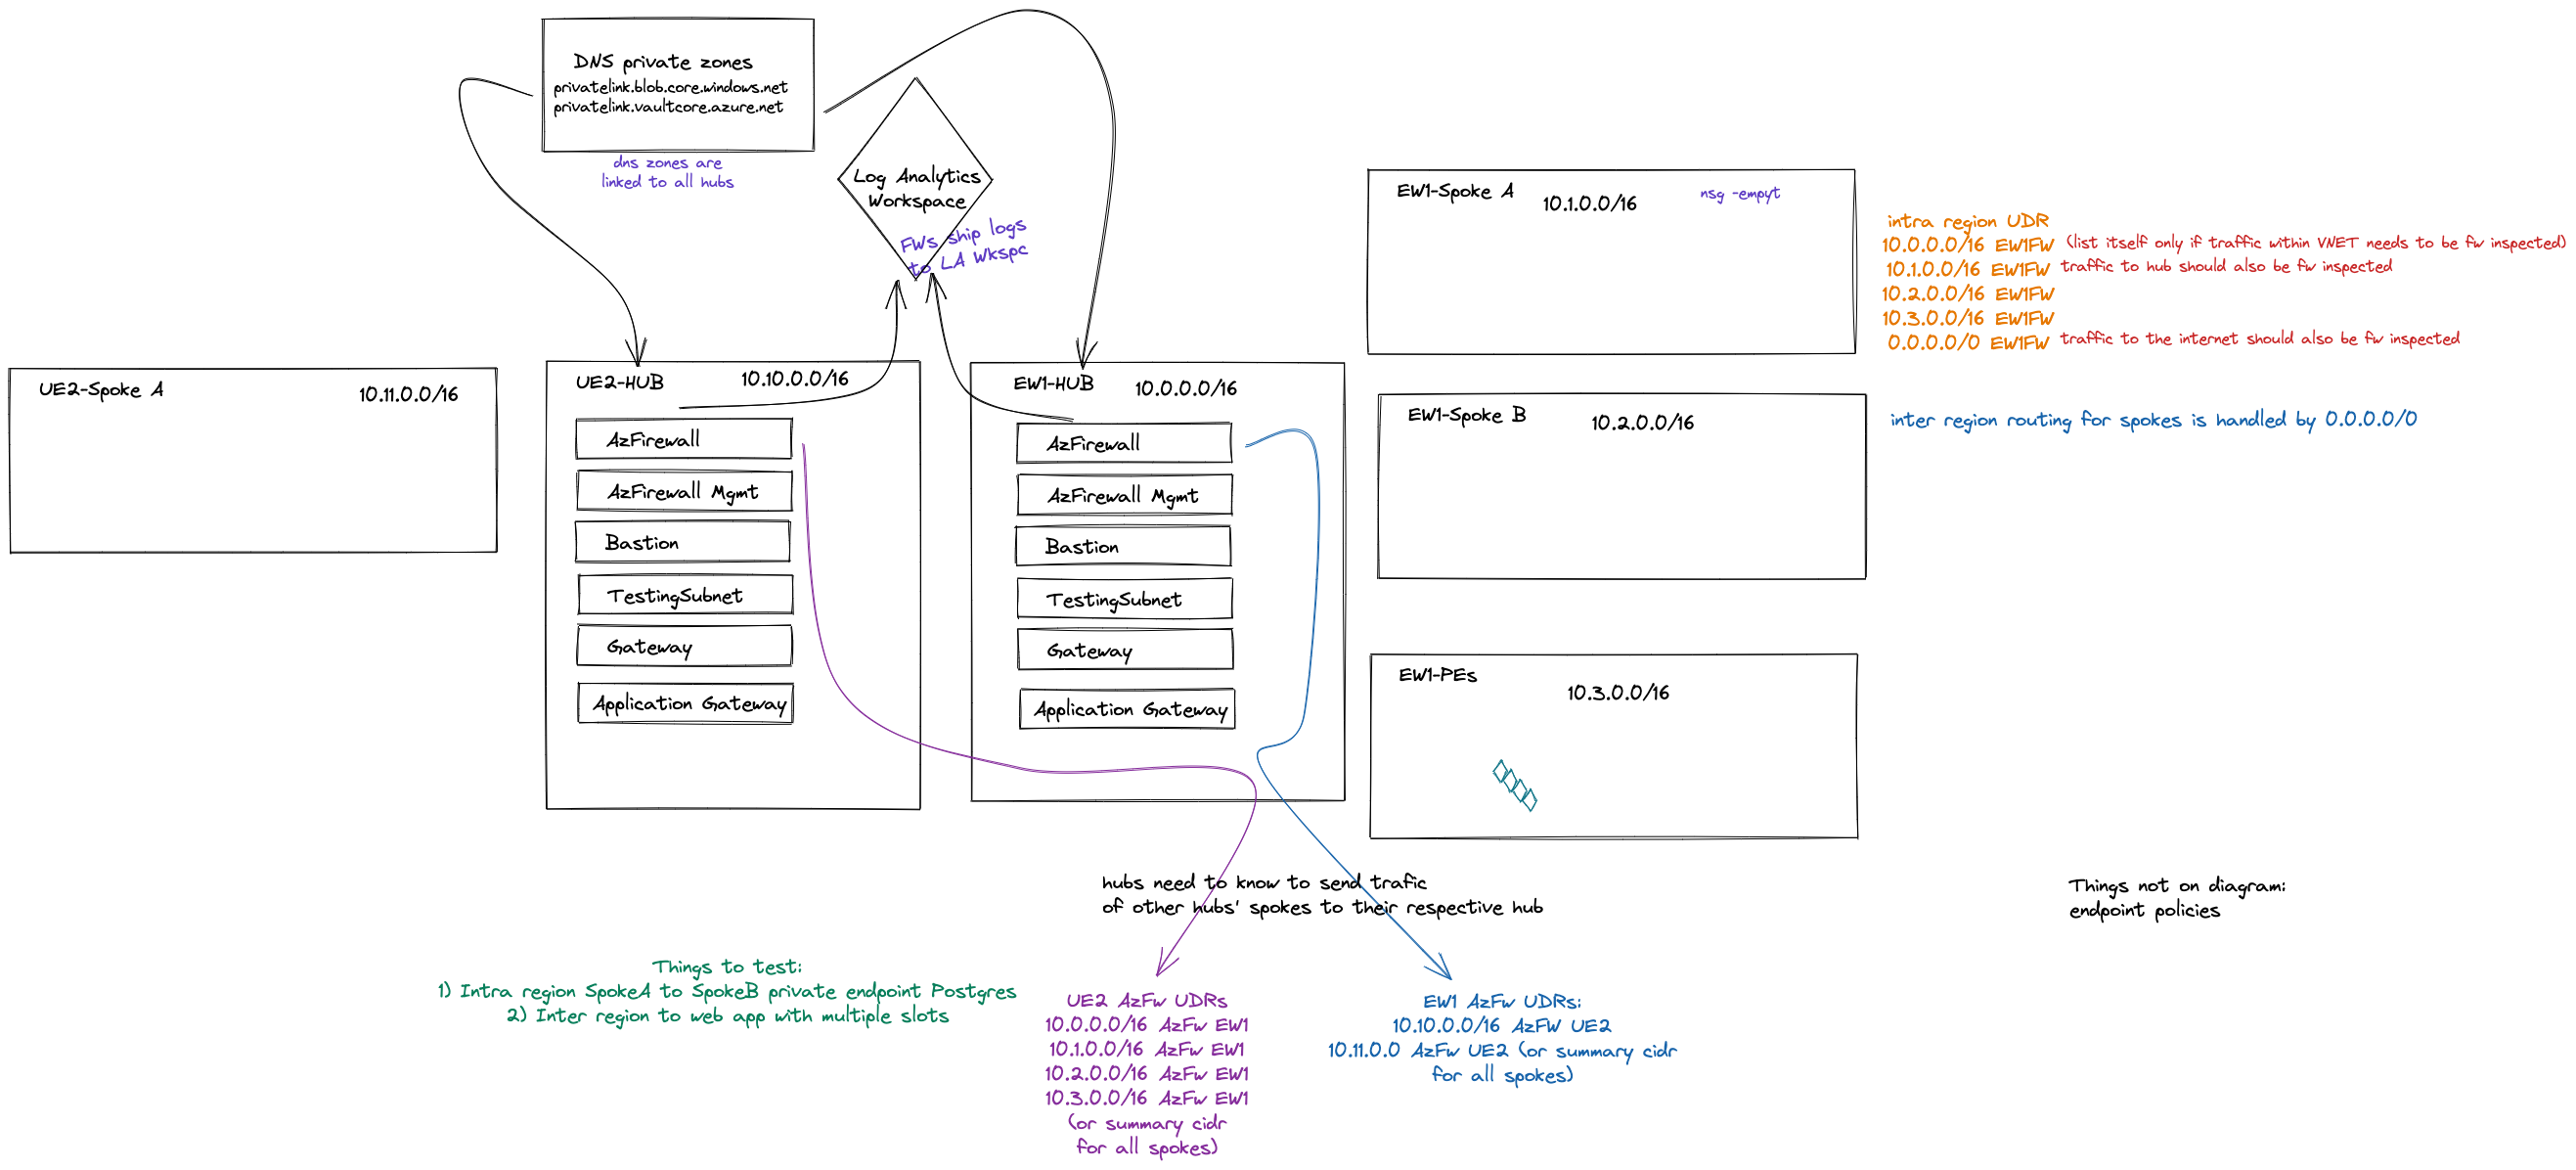 DNS private zones
privatelink.blob.core.windows.net
privatelink.vaultcore.azure.net
dns zones are
linked to all hubs
Log Analytics
Workspace
FWs ship logs
to LA Wkspc
UE2-Spoke A
10.11.0.0/16
UE2-HUB
10.10.0.0/16
AzFirewall
AzFirewall Mgmt
Bastion
TestingSubnet
Gateway
Application Gateway
EW1-HUB
10.0.0.0/16
AzFirewall
AzFirewall Mgmt
Bastion
TestingSubnet
Gateway
Application Gateway
EW1-Spoke A
10.1.0.0/16
nsg -empyt
intra region UDR
10.0.0.0/16 EW1FW (list itself only if traffic within VNET needs to be fw inspected)
10.1.0.0/16 EW1FW traffic to hub should also be fw inspected
10.2.0.0/16 EW1FW
10.3.0.0/16 EW1FW
0.0.0.0/0 EW1FW traffic to the internet should also be fw inspected
EW1-Spoke B
10.2.0.0/16
inter region routing for spokes is handled by 0.0.0.0/0
EW1-PEs
10.3.0.0/16
hubs need to know to send trafic
of other hubs' spokes to their respective hub
Things not on diagram:
endpoint policies
Things to test:
1) Intra region SpokeA to SpokeB private endpoint Postgres
2) Inter region to web app with multiple slots
UE2 AzFw UDRs
10.0.0.0/16 AzFw EW1
10.1.0.0/16 AzFw EW1
10.2.0.0/16 AzFw EW1
10.3.0.0/16 AzFw EW1
(or summary cidr
for all spokes)
EW1 AzFw UDRs:
10.10.0.0/16 AzFW UE2
10.11.0.0 AzFw UE2 (or summary cidr
for all spokes)